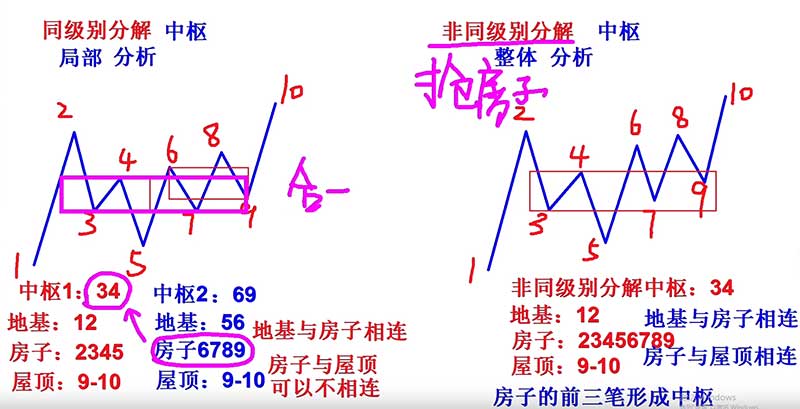 同级别分解 中枢
局部 分析
10
2
8
6
4
合一
3
7
9
5
1
中枢1：34
地基：12
房子：2345
屋顶：9-10
中枢2：69
地基：56
房子6789
屋顶：9-10
地基与房子相连
房子与屋顶
可以不相连
非同级别分解 中枢
整体 分析
抢房子
10
2
6
8
4
3
7
9
5
1
非同级别分解中枢：34
地基：12
房子：23456789
屋顶：9-10
地基与房子相连
房子与屋顶相连
房子的前三笔形成中枢